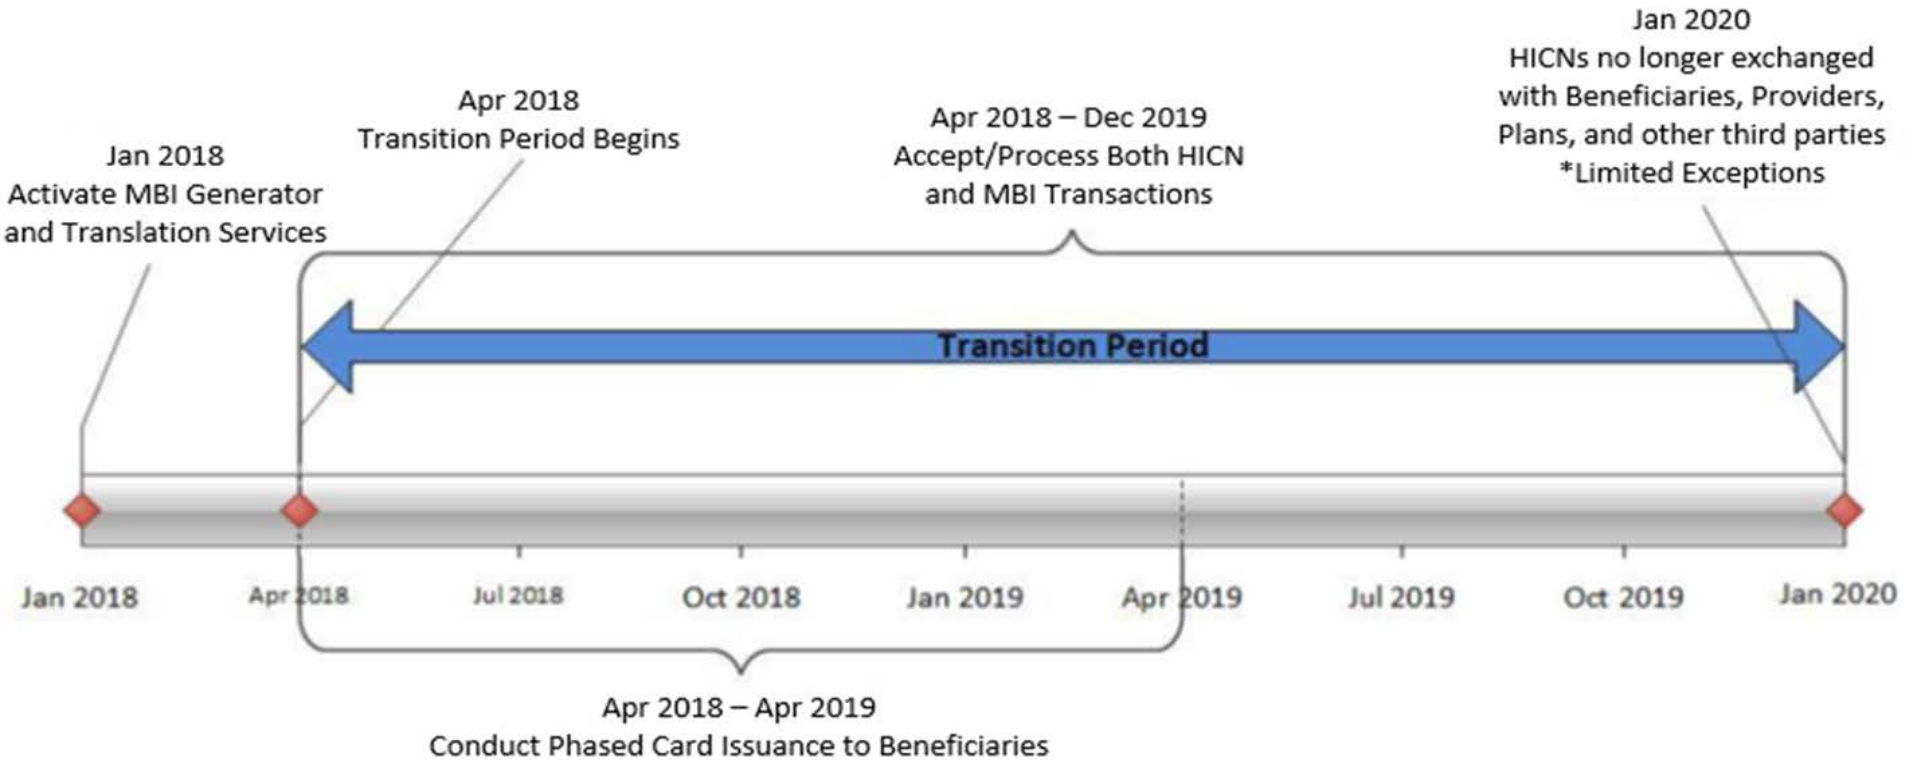 Jan 2020
HICNs no longer exchanged
with Beneficiaries, Providers,
Plans, and other third parties
*Limited Exceptions
Apr 2018
Transition Period Begins
Apr 2018 – Dec 2019
Accept/Process Both HICN
and MBI Transactions
Jan 2018
Activate MBI Generator
and Translation Services
Transition Period
Jan 2018
Apr 2018
Jul 2018
Oct 2018
Jan 2019
Apr 2019
Jul 2019
Oct 2019
Jan 2020
Apr 2018 – Apr 2019
Conduct Phased Card Issuance to Beneficiaries